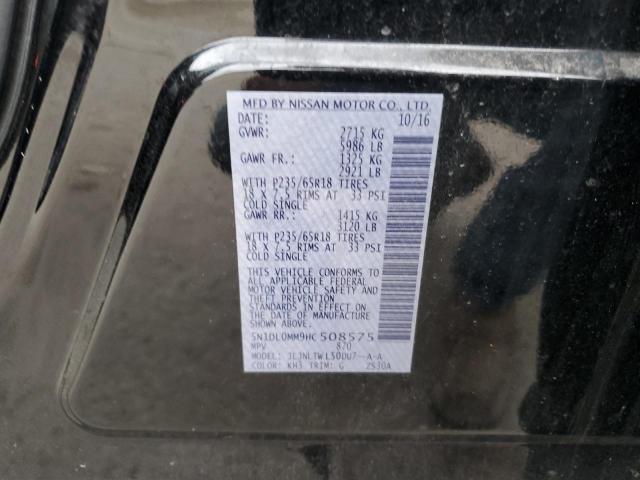 MFD BY NISSAN MOTOR CO., LTD.
DATE: 10/16
GVWR: 2715 KG
5986 LB
GAWR FR.: 1325 KG
2921 LB
WITH P235/65R18 TIRES
18 X 7.5 RIMS AT 33 PSI
COLD SINGLE
GAWR RR.: 1415 KG
3120 LB
WITH P235/65R18 TIRES
18 X 7.5 RIMS AT 33 PSI
COLD SINGLE
THIS VEHICLE CONFORMS TO
ALL APPLICABLE FEDERAL
MOTOR VEHICLE SAFETY AND
THEFT PREVENTION
STANDARDS IN EFFECT ON
THE DATE OF MANUFACTURE
SHOWN ABOVE.
5N1DL0MM9HC508575
MPV 870
MODEL: JLJNLTWL50DU7--A-A
COLOR: KH3 TRIM: G 2S30A